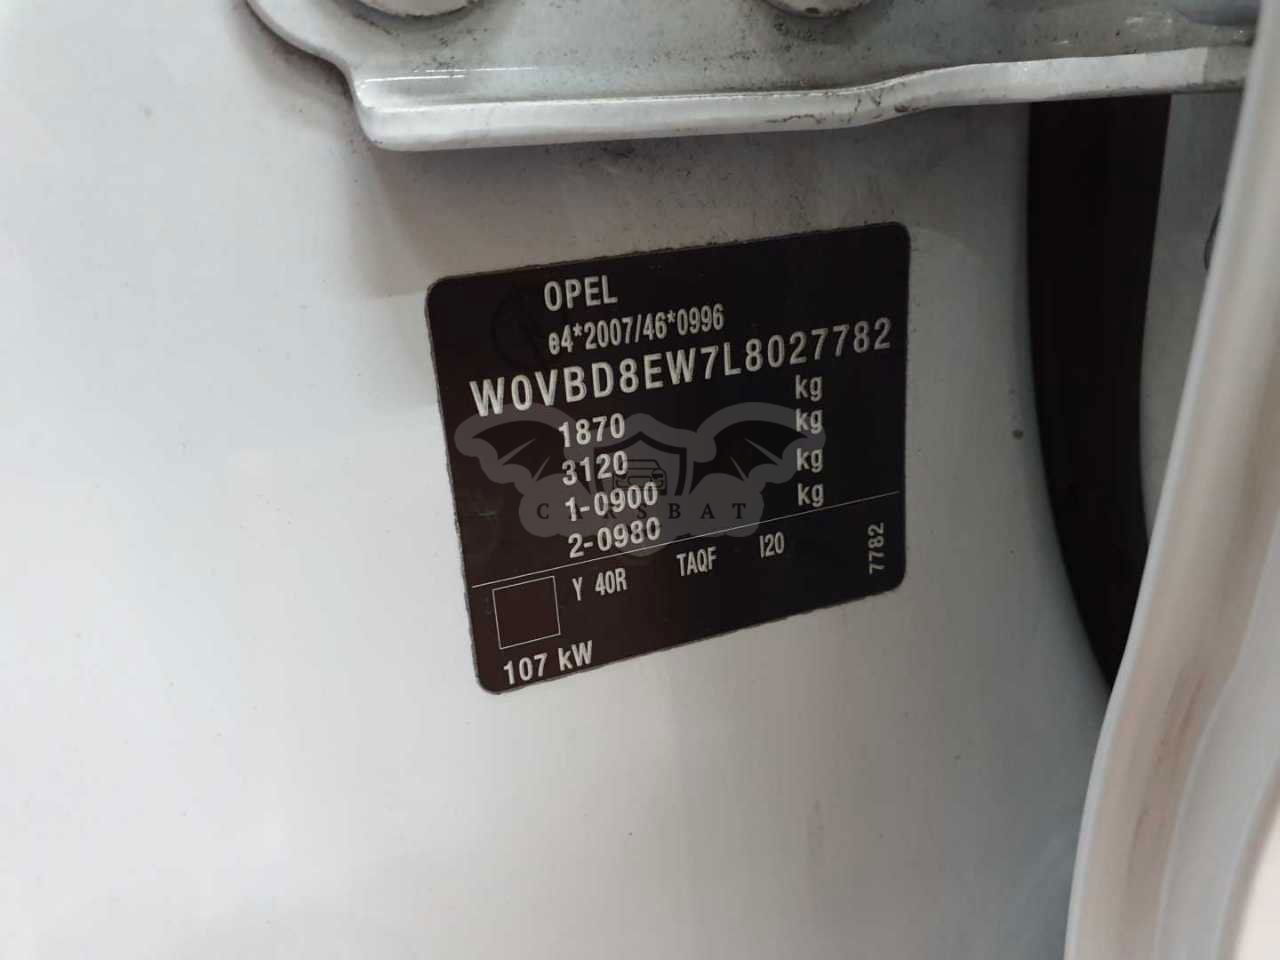 OPEL
e4*2007/46*0996
W0VBD8EW7L8027782
1870 kg
3120 kg
1-0900 kg
2-0980 kg
Y 40R TAQF I20
7782
107 kW
CARSBAT